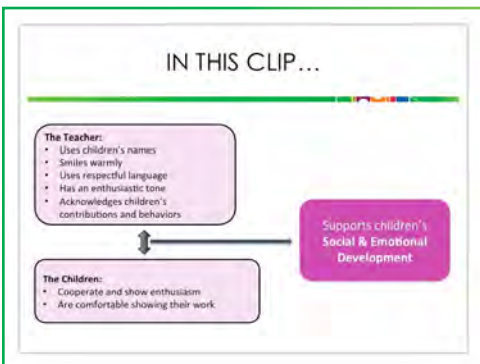 IN THIS CLIP…
The Teacher:
• Uses children's names
• Smiles warmly
• Uses respectful language
• Has an enthusiastic tone
• Acknowledges children's
contributions and behaviors
Supports children's
Social & Emotional
Development
The Children:
• Cooperate and show enthusiasm
• Are comfortable showing their work